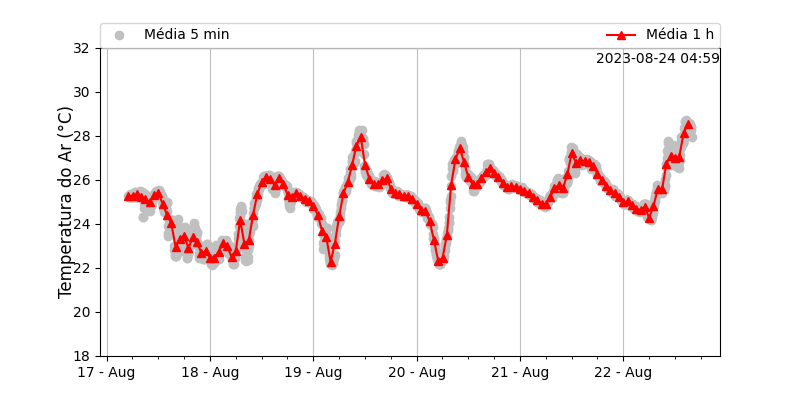 Média 5 min
Média 1 h
2023-08-24 04:59
Temperatura do Ar (°C)
32
30
28
26
24
22
20
18
17 - Aug
18 - Aug
19 - Aug
20 - Aug
21 - Aug
22 - Aug